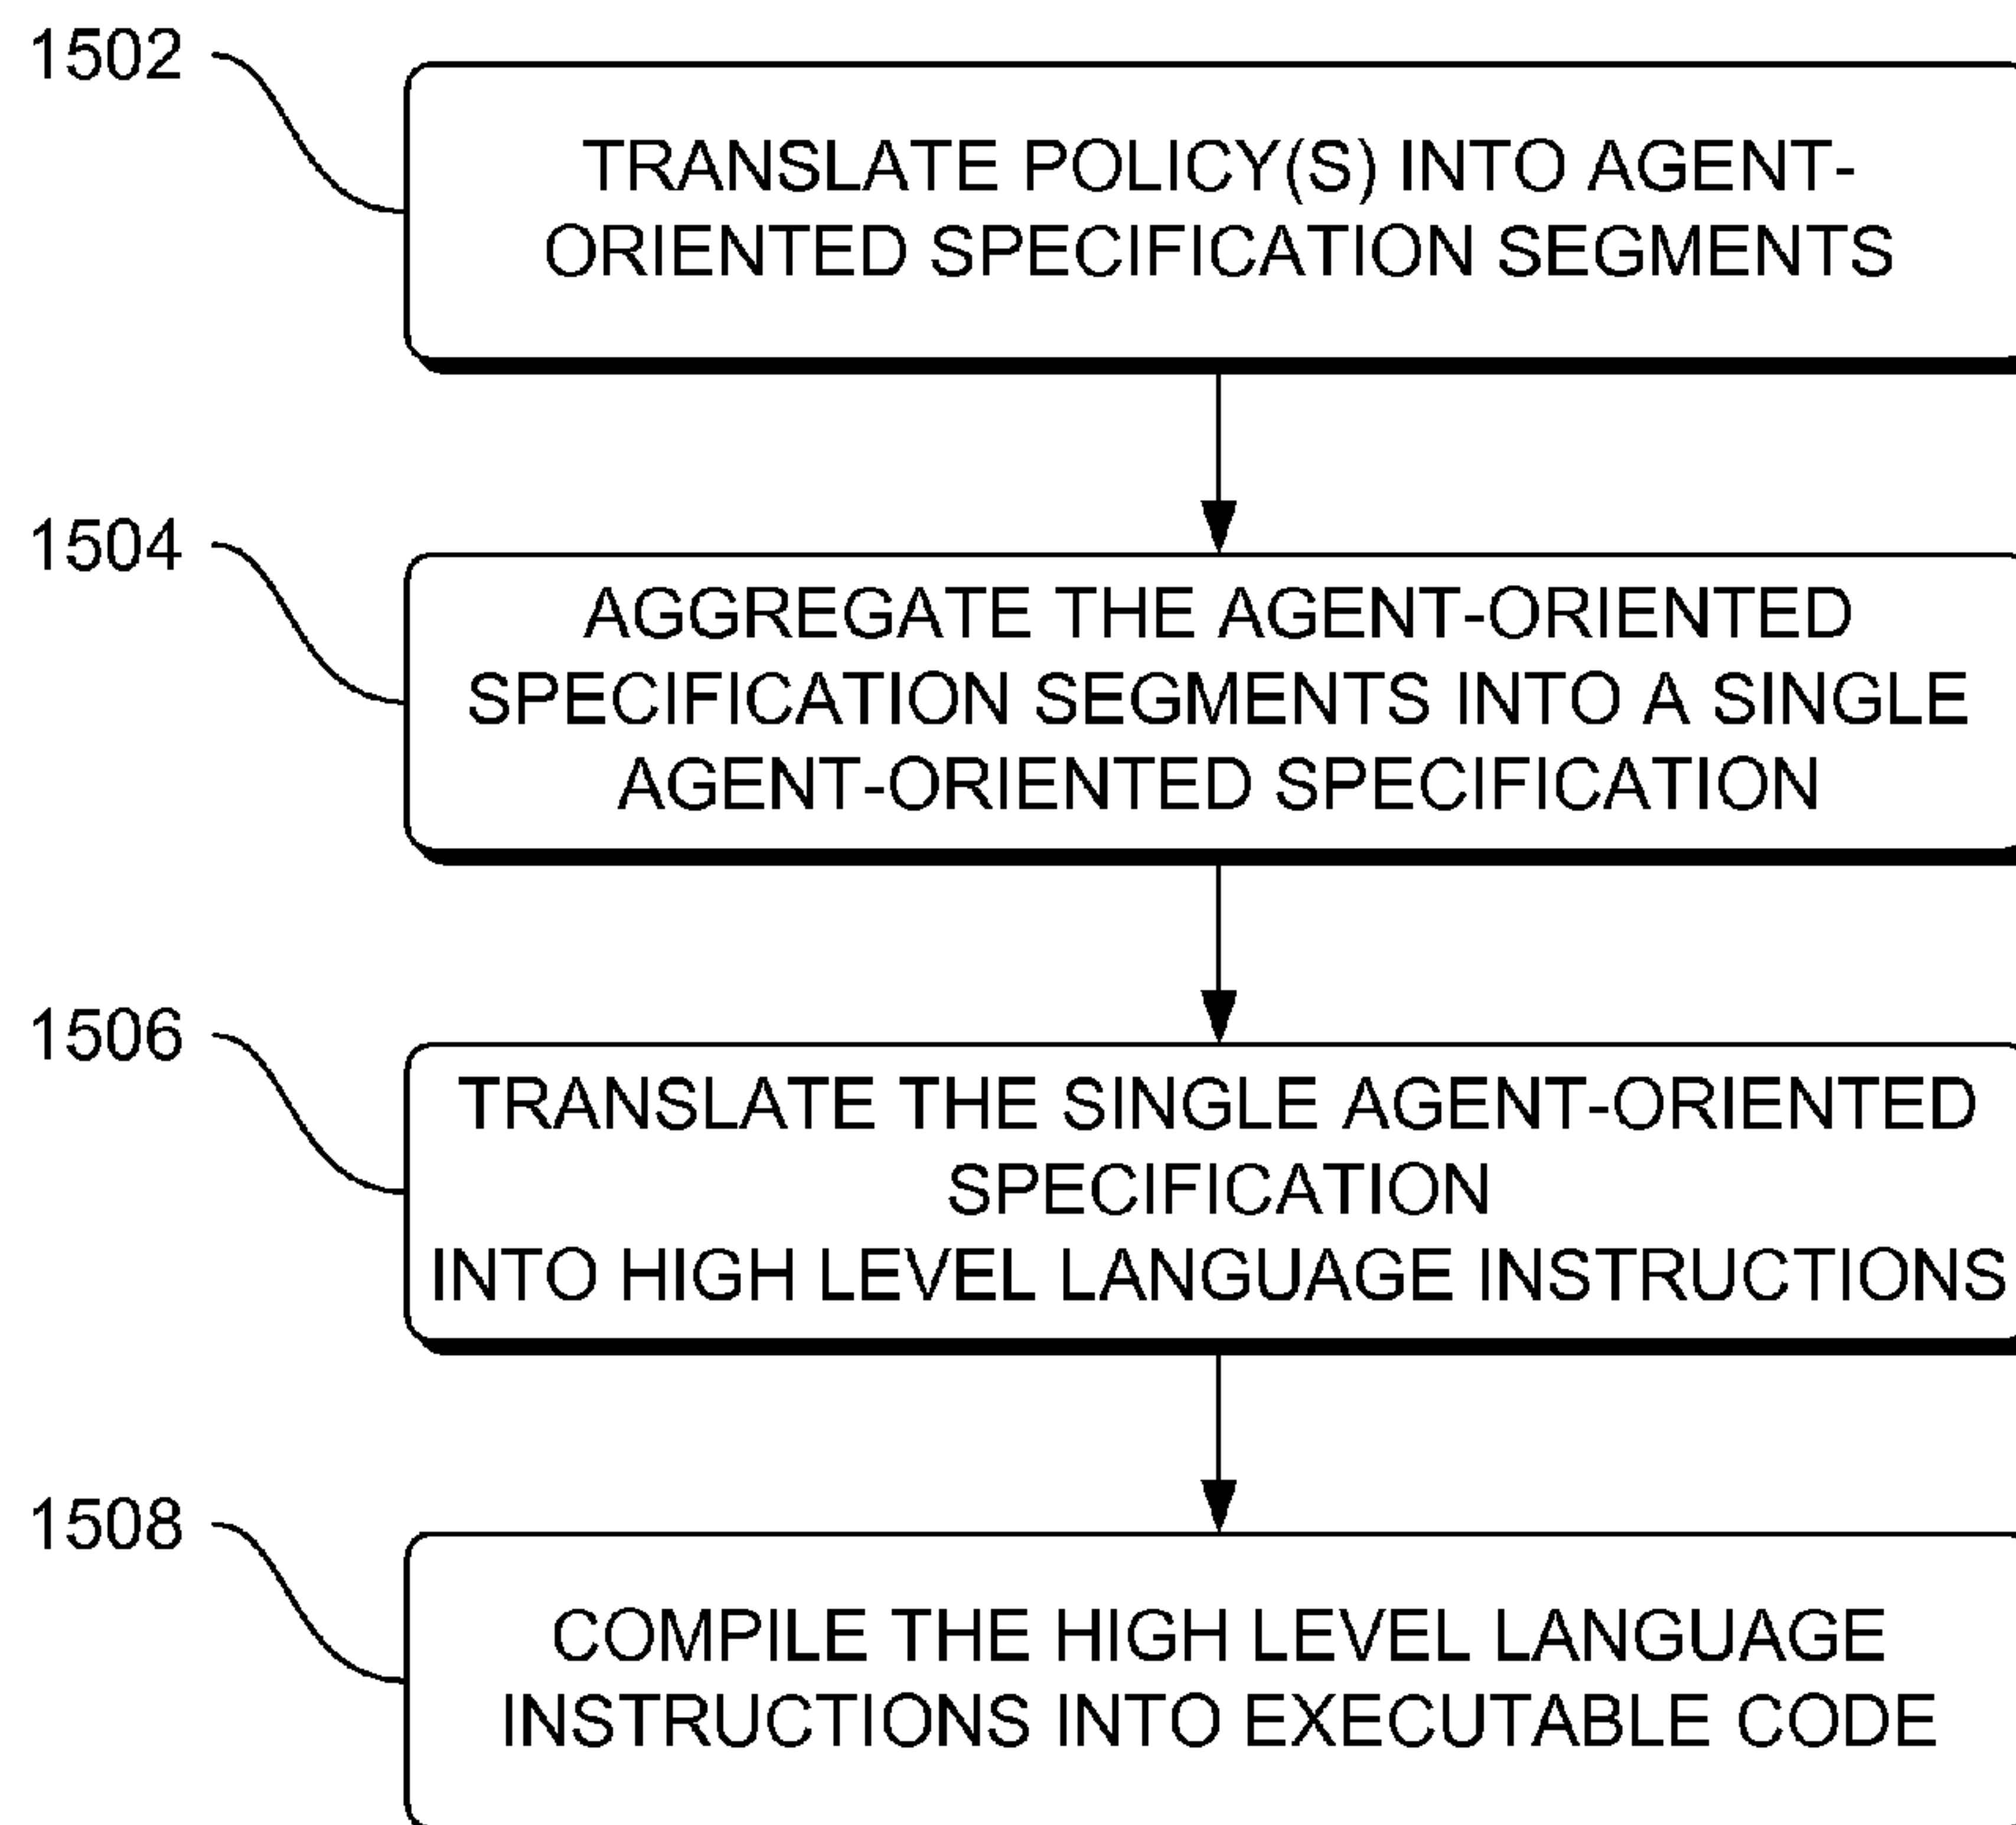 1502
TRANSLATE POLICY(S) INTO AGENT-
ORIENTED SPECIFICATION SEGMENTS
1504
AGGREGATE THE AGENT-ORIENTED
SPECIFICATION SEGMENTS INTO A SINGLE
AGENT-ORIENTED SPECIFICATION
1506
TRANSLATE THE SINGLE AGENT-ORIENTED
SPECIFICATION
INTO HIGH LEVEL LANGUAGE INSTRUCTIONS
1508
COMPILE THE HIGH LEVEL LANGUAGE
INSTRUCTIONS INTO EXECUTABLE CODE